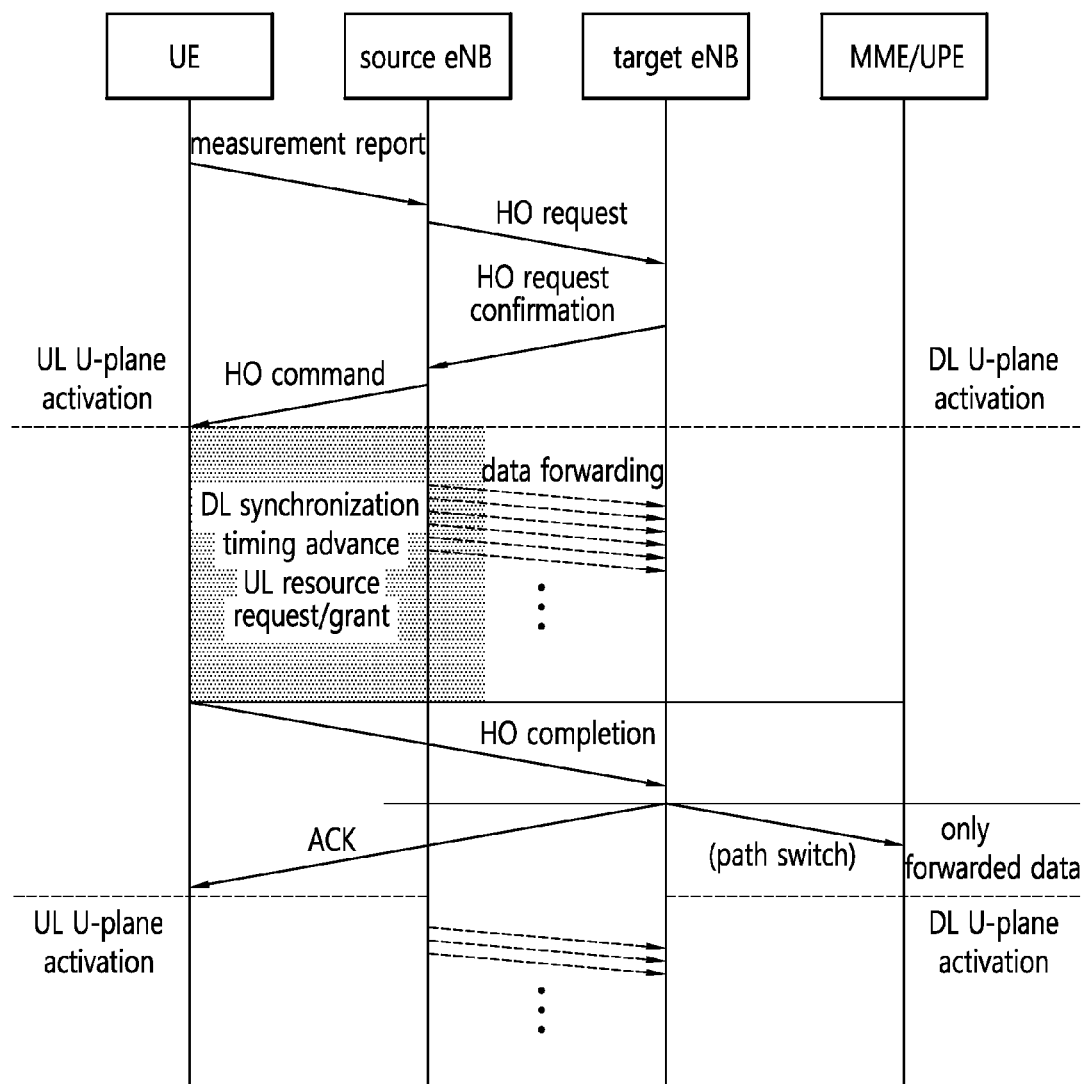 UE
source eNB
target eNB
MME/UPE
measurement report
HO request
HO request
confirmation
UL U-plane
activation
HO command
DL U-plane
activation
data forwarding
DL synchronization
timing advance
UL resource
request/grant
HO completion
ACK
(path switch)
only
forwarded data
UL U-plane
activation
DL U-plane
activation